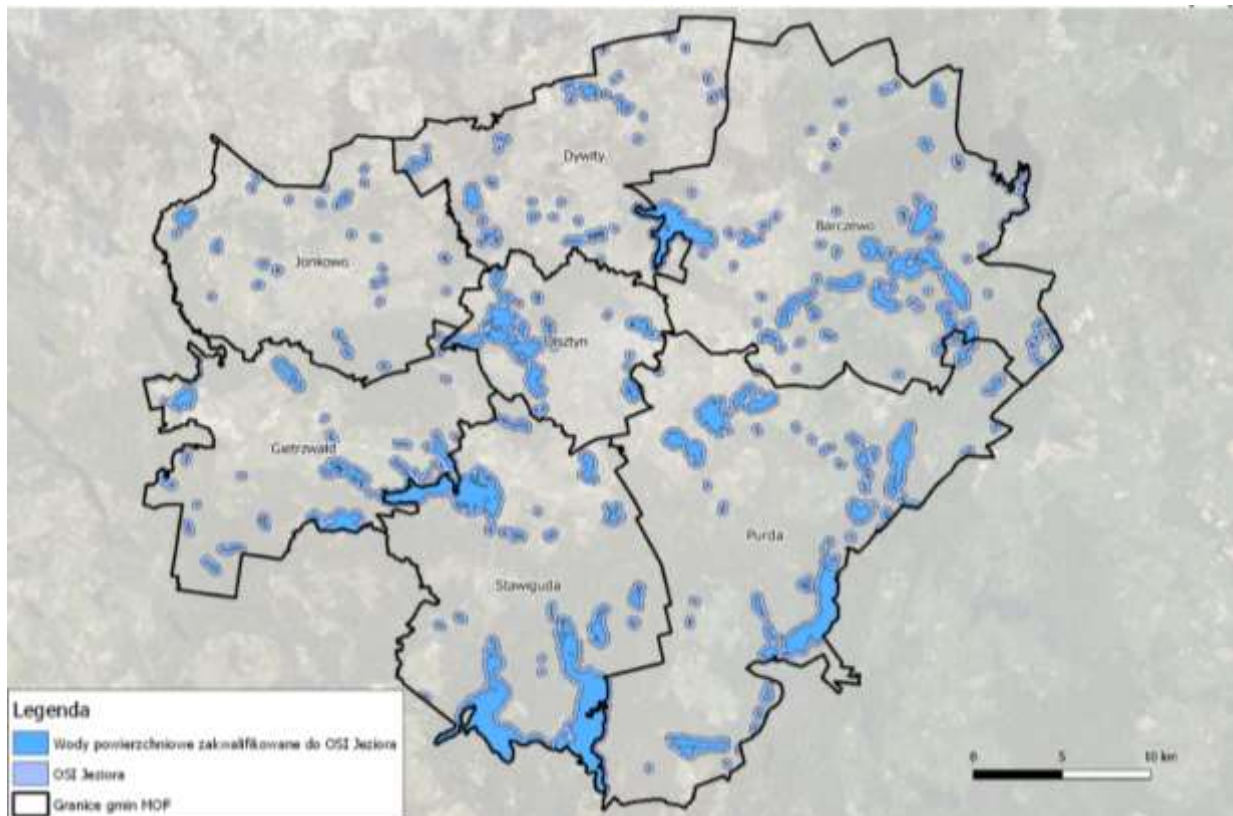 Dywity
Barczewo
Jonkowo
Olsztyn
Gietrzwałd
Purda
Stawiguda
Legenda
Wody powierzchniowe zakwalifikowane do OSI Jeziora
OSI Jeziora
Granice gmin MOF
0 5 10 km